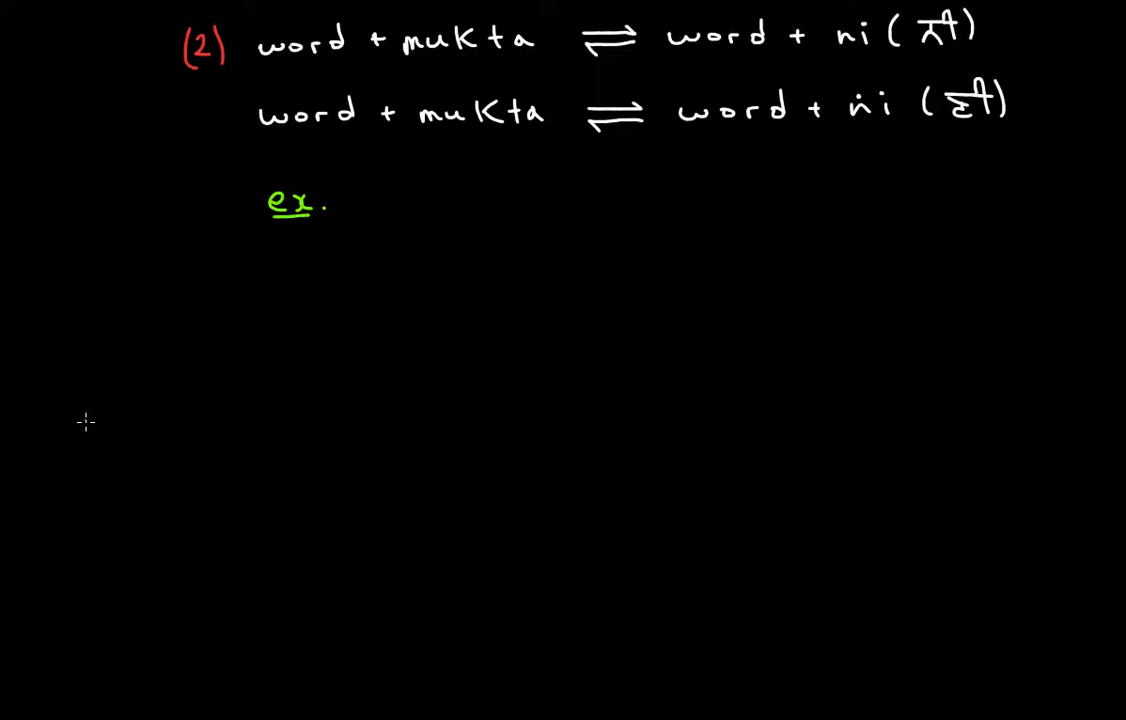 (2) word + mukta ⇌ word + ni (ਨੀ)
word + mukta ⇌ word + ṅi (ਣੀ)
ex.